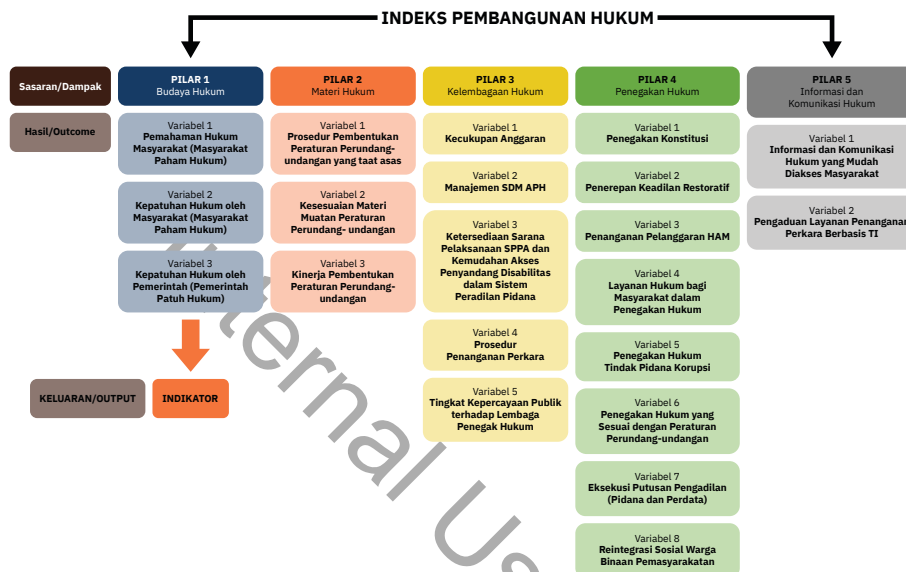 INDEKS PEMBANGUNAN HUKUM
Sasaran/Dampak
PILAR 1
Budaya Hukum
PILAR 2
Materi Hukum
PILAR 3
Kelembagaan Hukum
PILAR 4
Penegakan Hukum
PILAR 5
Informasi dan
Komunikasi Hukum
Hasil/Outcome
Variabel 1
Pemahaman Hukum
Masyarakat (Masyarakat
Paham Hukum)
Variabel 2
Kepatuhan Hukum oleh
Masyarakat (Masyarakat
Paham Hukum)
Variabel 3
Kepatuhan Hukum oleh
Pemerintah (Pemerintah
Patuh Hukum)
Variabel 1
Prosedur Pembentukan
Peraturan Perundang-
undangan yang taat asas
Variabel 2
Kesesuaian Materi
Muatan Peraturan
Perundang- undangan
Variabel 3
Kinerja Pembentukan
Peraturan Perundang-
undangan
Variabel 1
Kecukupan Anggaran
Variabel 2
Manajemen SDM APH
Variabel 3
Ketersediaan Sarana
Pelaksanaan SPPA dan
Kemudahan Akses
Penyandang Disabilitas
dalam Sistem
Peradilan Pidana
Variabel 4
Prosedur
Penanganan Perkara
Variabel 5
Tingkat Kepercayaan Publik
terhadap Lembaga
Penegak Hukum
Variabel 1
Penegakan Konstitusi
Variabel 2
Penerepan Keadilan Restoratif
Variabel 3
Penanganan Pelanggaran HAM
Variabel 4
Layanan Hukum bagi
Masyarakat dalam
Penegakan Hukum
Variabel 5
Penegakan Hukum
Tindak Pidana Korupsi
Variabel 6
Penegakan Hukum yang
Sesuai dengan Peraturan
Perundang-undangan
Variabel 7
Eksekusi Putusan Pengadilan
(Pidana dan Perdata)
Variabel 8
Reintegrasi Sosial Warga
Binaan Pemasyarakatan
Variabel 1
Informasi dan Komunikasi
Hukum yang Mudah
Diakses Masyarakat
Variabel 2
Pengaduan Layanan Penanganan
Perkara Berbasis TI
KELUARAN/OUTPUT
INDIKATOR